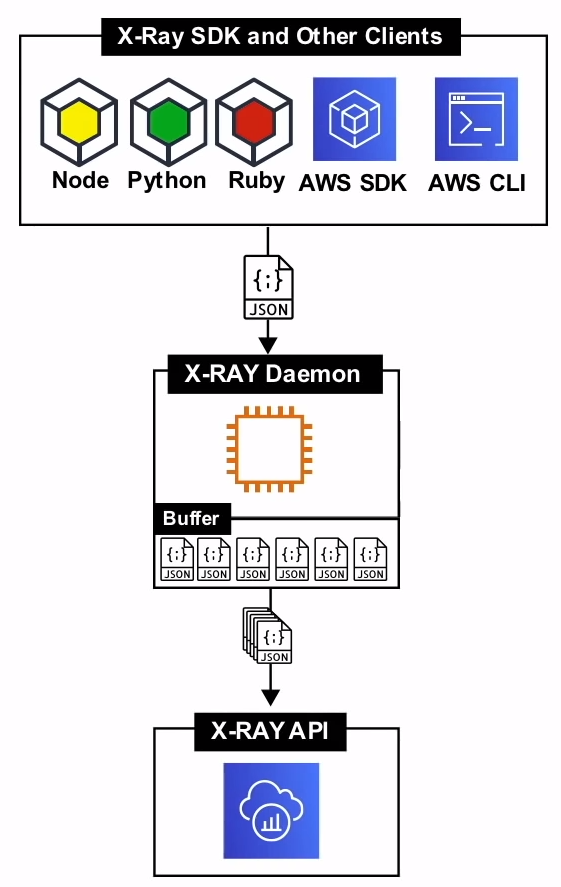 X-Ray SDK and Other Clients
Node Python Ruby AWS SDK AWS CLI
{;}
JSON
X-RAY Daemon
Buffer
{;} {;} {;} {;} {;} {;}
JSON JSON JSON JSON JSON JSON
{;}
JSON
X-RAY API